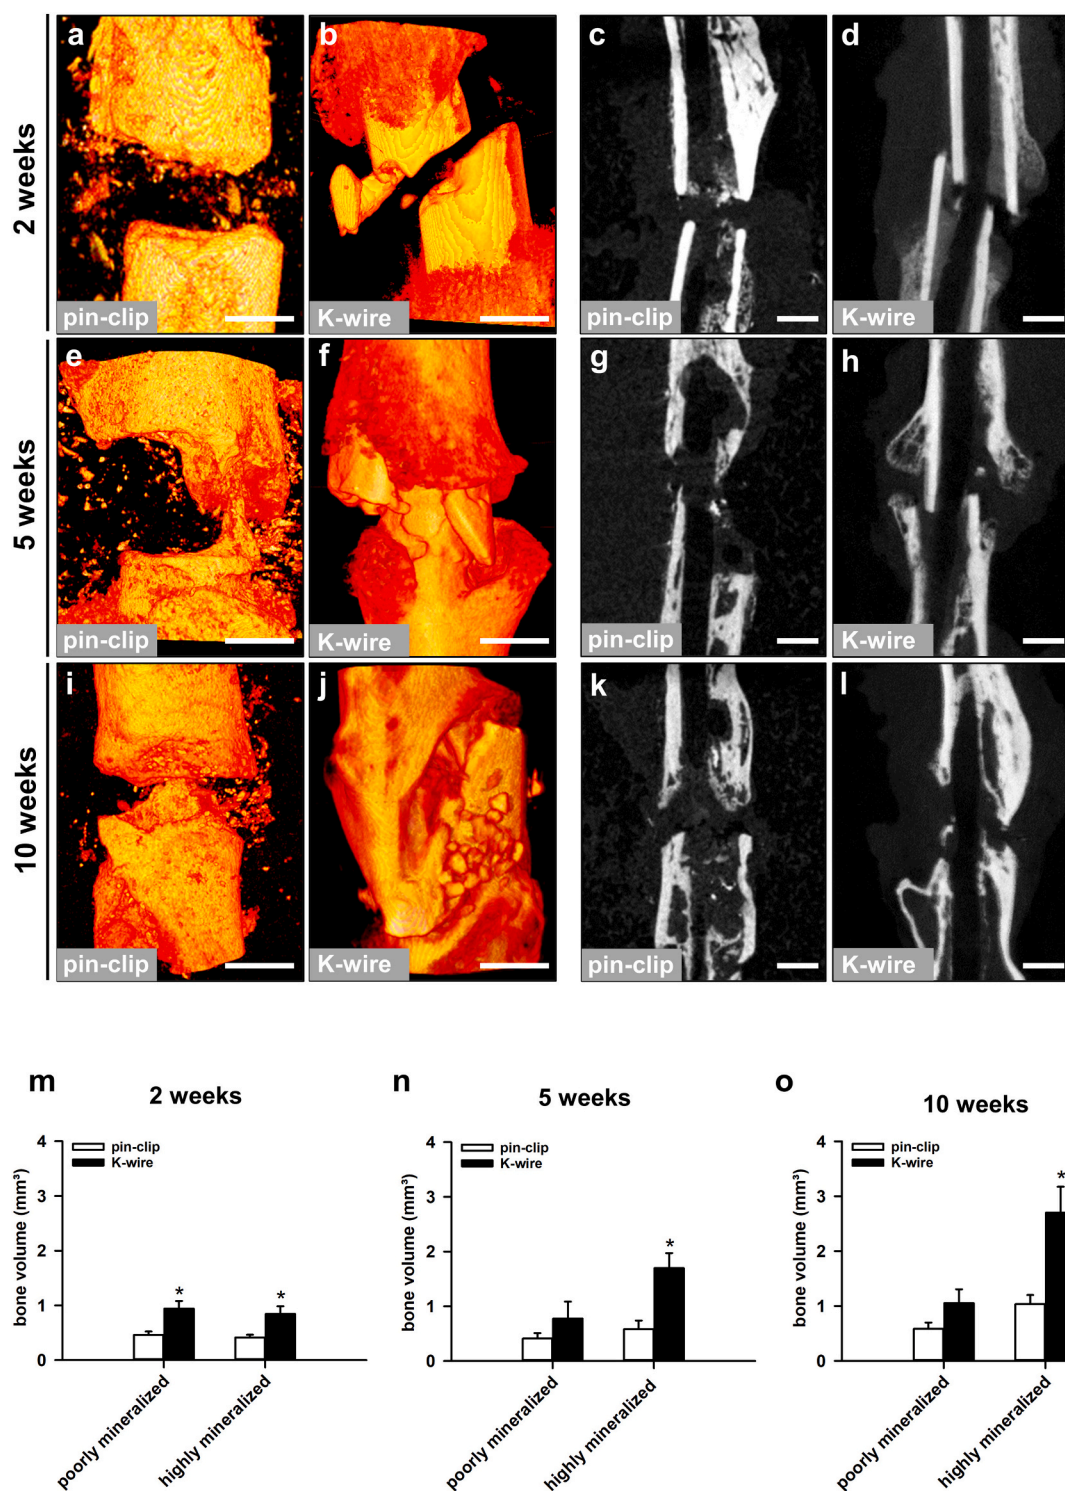 2 weeks
a
pin-clip
b
K-wire
c
pin-clip
d
K-wire
5 weeks
e
pin-clip
f
K-wire
g
pin-clip
h
K-wire
10 weeks
i
pin-clip
j
K-wire
k
pin-clip
l
K-wire
m
2 weeks
pin-clip
K-wire
bone volume (mm³)
4
3
2
1
0
*
*
poorly mineralized
highly mineralized
n
5 weeks
pin-clip
K-wire
bone volume (mm³)
4
3
2
1
0
*
poorly mineralized
highly mineralized
o
10 weeks
pin-clip
K-wire
bone volume (mm³)
4
3
2
1
0
*
poorly mineralized
highly mineralized